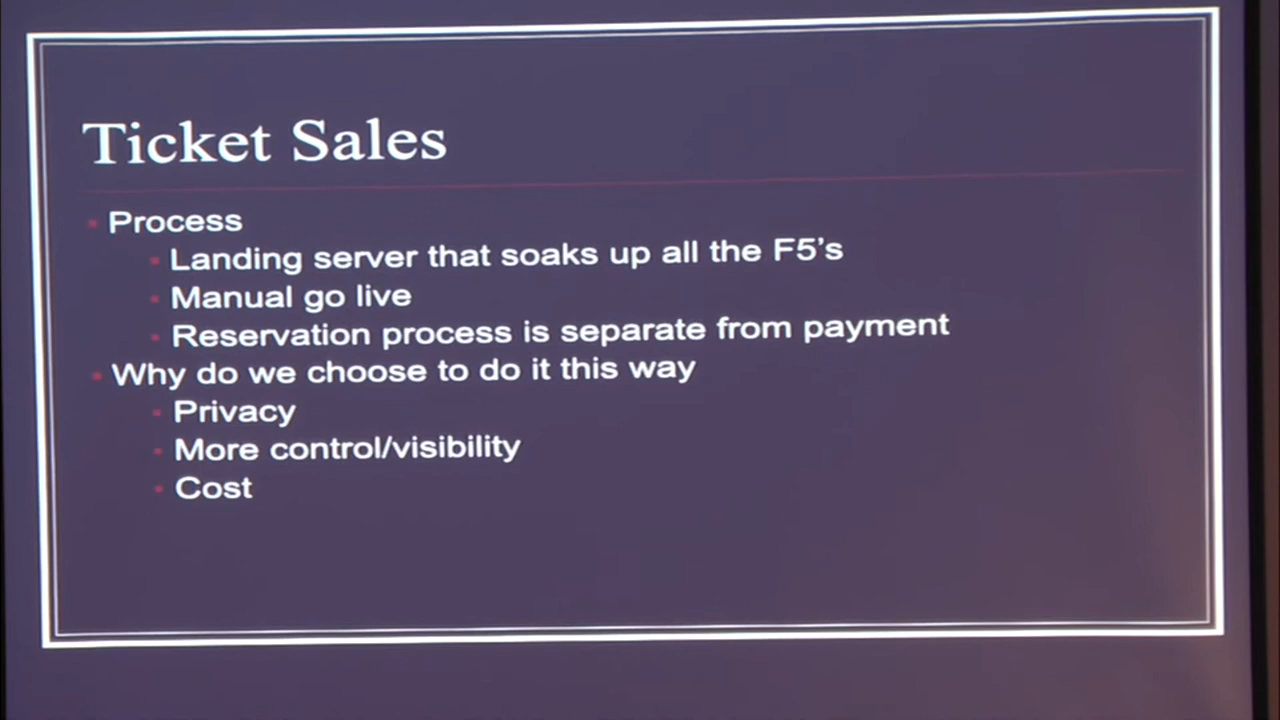 Ticket Sales
Process
Landing server that soaks up all the F5's
Manual go live
Reservation process is separate from payment
Why do we choose to do it this way
Privacy
More control/visibility
Cost